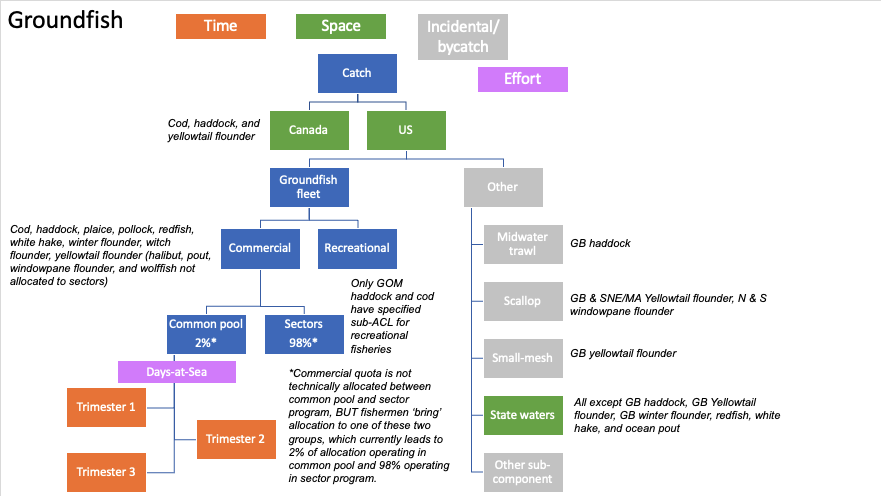 Groundfish
Time
Space
Incidental/
bycatch
Effort
Catch
Cod, haddock, and
yellowtail flounder
Canada
US
Groundfish
fleet
Other
Cod, haddock, plaice, pollock, redfish,
white hake, winter flounder, witch
flounder, yellowtail flounder (halibut, pout,
windowpane flounder, and wolffish not
allocated to sectors)
Commercial
Recreational
Midwater
trawl
GB haddock
Only GOM
haddock and cod
have specified
sub-ACL for
recreational
fisheries
Scallop
GB & SNE/MA Yellowtail flounder, N & S
windowpane flounder
Common pool
2%*
Sectors
98%*
Small-mesh
GB yellowtail flounder
Days-at-Sea
*Commercial quota is not
technically allocated between
common pool and sector
program, BUT fishermen ‘bring’
allocation to one of these two
groups, which currently leads to
2% of allocation operating in
common pool and 98% operating
in sector program.
Trimester 1
Trimester 2
Trimester 3
State waters
All except GB haddock, GB Yellowtail
flounder, GB winter flounder, redfish, white
hake, and ocean pout
Other sub-
component